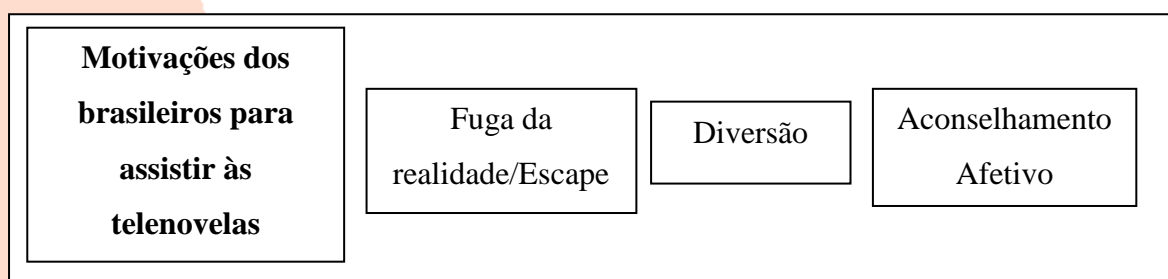 Motivações dos
brasileiros para
assistir às
telenovelas
Fuga da
realidade/Escape
Diversão
Aconselhamento
Afetivo